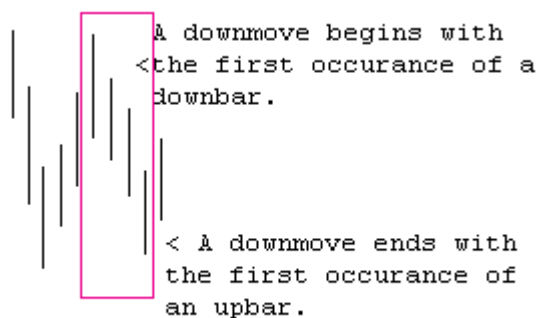 A downmove begins with
<the first occurance of a
downbar.
< A downmove ends with
the first occurance of
an upbar.